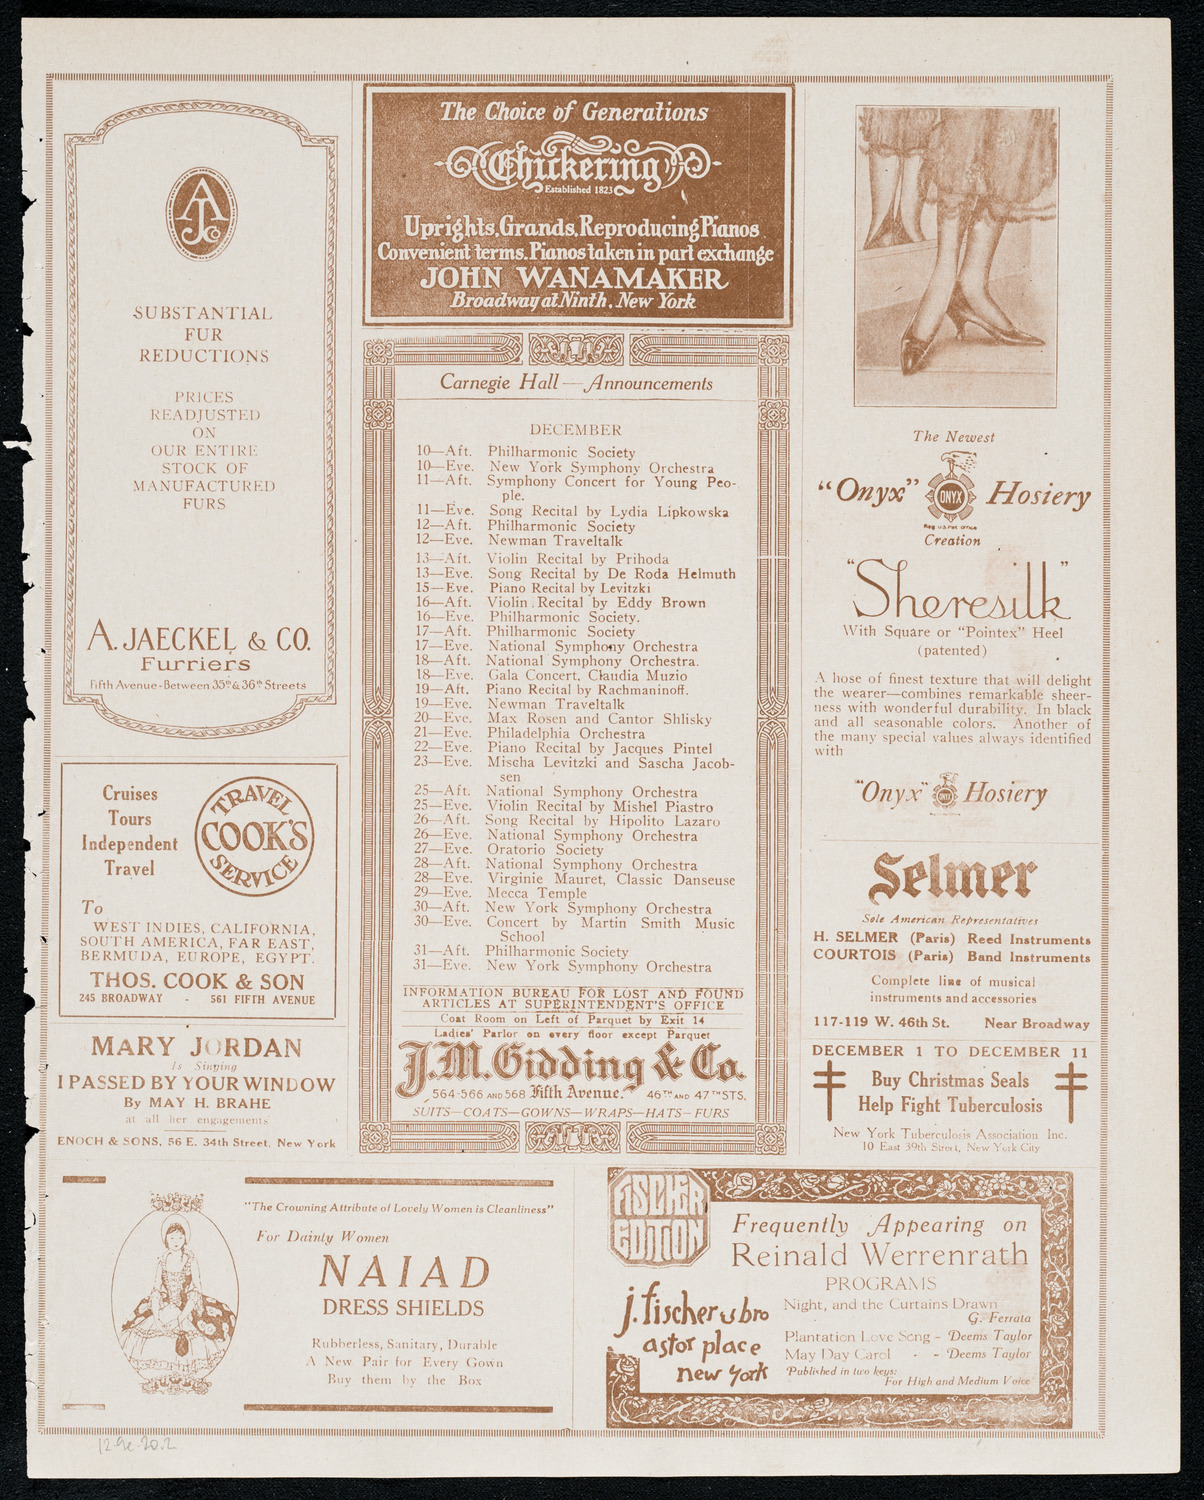 AJCo
SUBSTANTIAL
FUR
REDUCTIONS
PRICES
READJUSTED
ON
OUR ENTIRE
STOCK OF
MANUFACTURED
FURS
A. JAECKEL & CO.
Furriers
Fifth Avenue - Between 35th & 36th Streets
Cruises
Tours
Independent
Travel
TRAVEL
COOK'S
SERVICE
To
WEST INDIES, CALIFORNIA,
SOUTH AMERICA, FAR EAST,
BERMUDA, EUROPE, EGYPT.
THOS. COOK & SON
245 BROADWAY - 561 FIFTH AVENUE
MARY JORDAN
Is Singing
I PASSED BY YOUR WINDOW
By MAY H. BRAHE
at all her engagements
ENOCH & SONS, 56 E. 34th Street, New York
The Choice of Generations
Chickering
Established 1823
Uprights, Grands, Reproducing Pianos
Convenient terms. Pianos taken in part exchange
JOHN WANAMAKER
Broadway at Ninth, New York
Carnegie Hall — Announcements
DECEMBER
10—Aft. Philharmonic Society
10—Eve. New York Symphony Orchestra
11—Aft. Symphony Concert for Young Peo-
ple.
11—Eve. Song Recital by Lydia Lipkowska
12—Aft. Philharmonic Society
12—Eve. Newman Traveltalk
13—Aft. Violin Recital by Prihoda
13—Eve. Song Recital by De Roda Helmuth
15—Eve. Piano Recital by Levitzki
16—Aft. Violin Recital by Eddy Brown
16—Eve. Philharmonic Society.
17—Aft. Philharmonic Society
17—Eve. National Symphony Orchestra
18—Aft. National Symphony Orchestra.
18—Eve. Gala Concert, Claudia Muzio
19—Aft. Piano Recital by Rachmaninoff.
19—Eve. Newman Traveltalk
20—Eve. Max Rosen and Cantor Shlisky
21—Eve. Philadelphia Orchestra
22—Eve. Piano Recital by Jacques Pintel
23—Eve. Mischa Levitzki and Sascha Jacob-
sen
25—Aft. National Symphony Orchestra
25—Eve. Violin Recital by Mishel Piastro
26—Aft. Song Recital by Hipolito Lazaro
26—Eve. National Symphony Orchestra
27—Eve. Oratorio Society
28—Aft. National Symphony Orchestra
28—Eve. Virginie Mauret, Classic Danseuse
29—Eve. Mecca Temple
30—Aft. New York Symphony Orchestra
30—Eve. Concert by Martin Smith Music
School
31—Aft. Philharmonic Society
31—Eve. New York Symphony Orchestra
INFORMATION BUREAU FOR LOST AND FOUND
ARTICLES AT SUPERINTENDENT'S OFFICE
Coat Room on Left of Parquet by Exit 14
Ladies' Parlor on every floor except Parquet
J. M. Gidding & Co.
564-566 AND 568 Fifth Avenue. 46TH AND 47TH STS.
SUITS—COATS—GOWNS—WRAPS—HATS—FURS
The Newest
"Onyx" ONYX Hosiery
Reg. U.S. Pat. Office
Creation
"Sheresilk"
With Square or "Pointex" Heel
(patented)
A hose of finest texture that will delight
the wearer—combines remarkable sheer-
ness with wonderful durability. In black
and all seasonable colors. Another of
the many special values always identified
with
"Onyx" ONYX Hosiery
Selmer
Sole American Representatives
H. SELMER (Paris) Reed Instruments
COURTOIS (Paris) Band Instruments
Complete line of musical
instruments and accessories
117-119 W. 46th St. Near Broadway
DECEMBER 1 TO DECEMBER 11
Buy Christmas Seals
Help Fight Tuberculosis
New York Tuberculosis Association Inc.
10 East 39th Street, New York City
"The Crowning Attribute of Lovely Women is Cleanliness"
For Dainty Women
NAIAD
DRESS SHIELDS
Rubberless, Sanitary, Durable
A New Pair for Every Gown
Buy them by the Box
FISCHER
EDITION
j. fischer & bro
astor place
new york
Frequently Appearing on
Reinald Werrenrath
PROGRAMS
Night, and the Curtains Drawn
G. Ferrata
Plantation Love Song - Deems Taylor
May Day Carol - - Deems Taylor
Published in two keys:
For High and Medium Voice